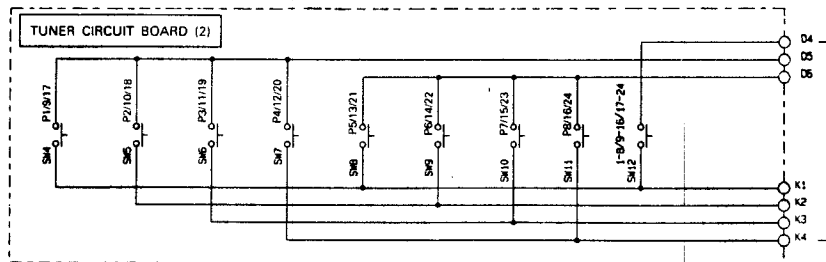 TUNER CIRCUIT BOARD (2)
D4
D5
D6
P1/9/17
P2/10/18
P3/11/19
P4/12/20
P5/13/21
P6/14/22
P7/15/23
P8/16/24
1-8/9-16/17-24
SW4
SW5
SW6
SW7
SW8
SW9
SW10
SW11
SW12
K1
K2
K3
K4